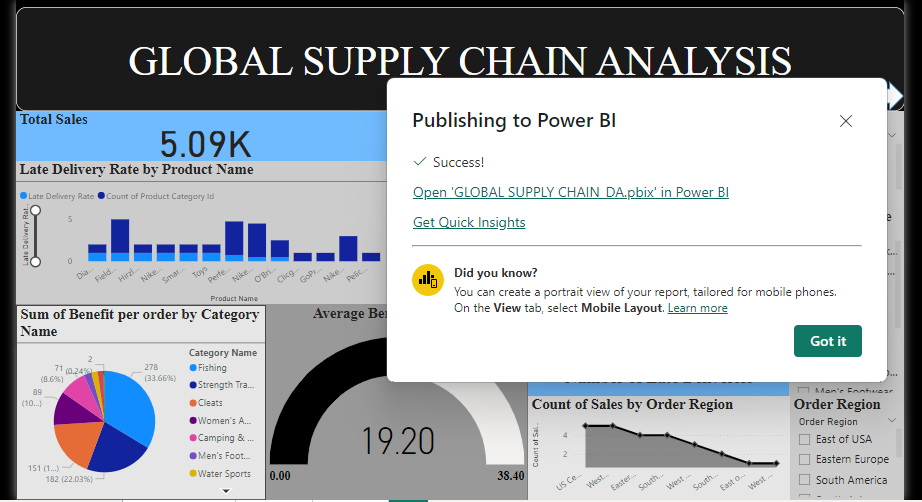 GLOBAL SUPPLY CHAIN ANALYSIS
Total Sales
5.09K
Late Delivery Rate by Product Name
Late Delivery Rate Count of Product Category Id
Late Delivery Rat...
5
0
Dia...
Field...
Hirzl...
Nike...
Smar...
Toys
Perfe...
Nike...
O'Bri...
Clicg...
GoPr...
Nike...
Pelic...
Product Name
Publishing to Power BI
Success!
Open 'GLOBAL SUPPLY CHAIN_DA.pbix' in Power BI
Get Quick Insights
Did you know?
You can create a portrait view of your report, tailored for mobile phones.
On the View tab, select Mobile Layout. Learn more
Got it
Sum of Benefit per order by Category
Name
2
(0.24%)
71
(8.6%)
89
(10...)
151 (1...)
182 (22.03%)
278
(33.66%)
Category Name
Fishing
Strength Tra...
Cleats
Women's A...
Camping & ...
Men's Foot...
Water Sports
Average Be
19.20
0.00
38.40
Count of Sales by Order Region
Count of Sal...
4
2
US Ce...
West...
Easter...
South...
West ...
South...
East o...
West ...
Men's Footwear
Order Region
Order Region
East of USA
Eastern Europe
South America